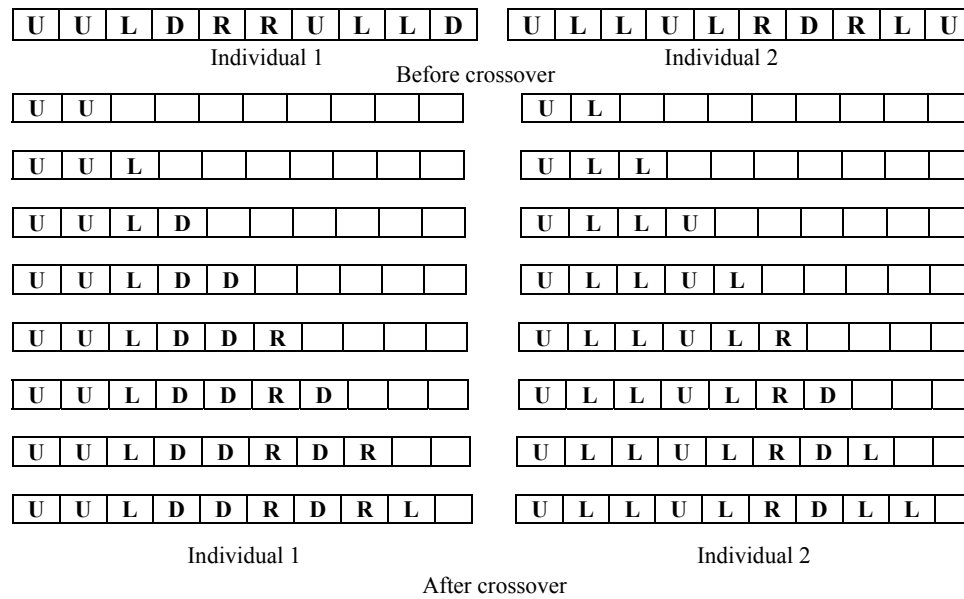 U U L D R R U L L D U L L U L R D R L U
Individual 1 Individual 2
Before crossover
U U U L
U U L U L L
U U L D U L L U
U U L D D U L L U L
U U L D D R U L L U L R
U U L D D R D U L L U L R D
U U L D D R D R U L L U L R D L
U U L D D R D R L U L L U L R D L L
Individual 1 Individual 2
After crossover